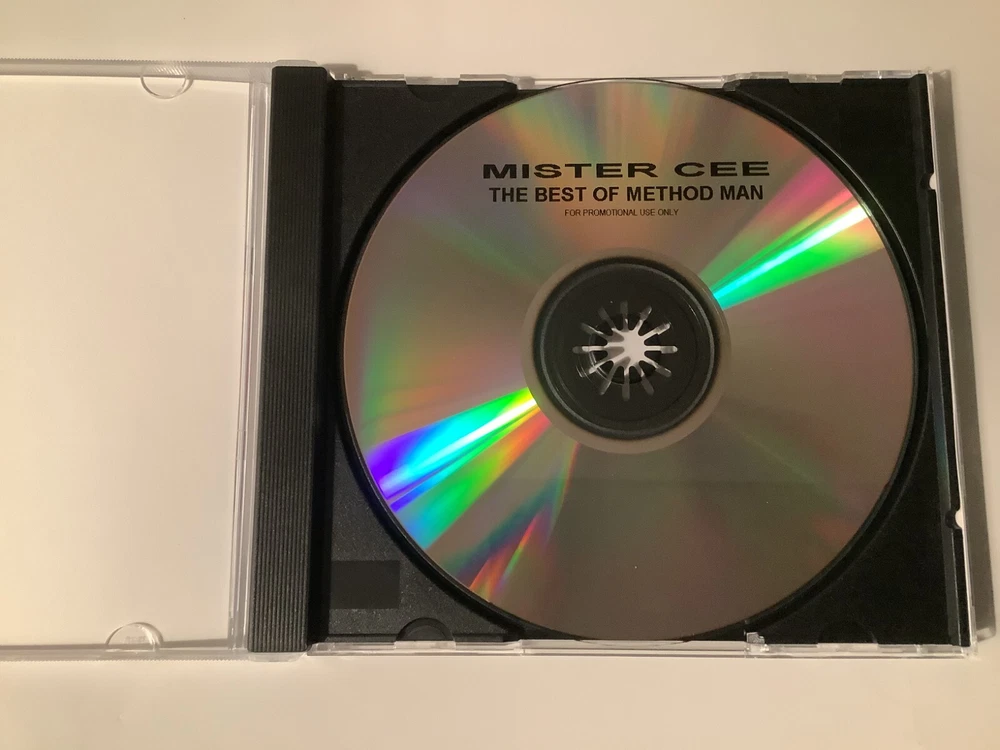 MISTER CEE
THE BEST OF METHOD MAN
FOR PROMOTIONAL USE ONLY